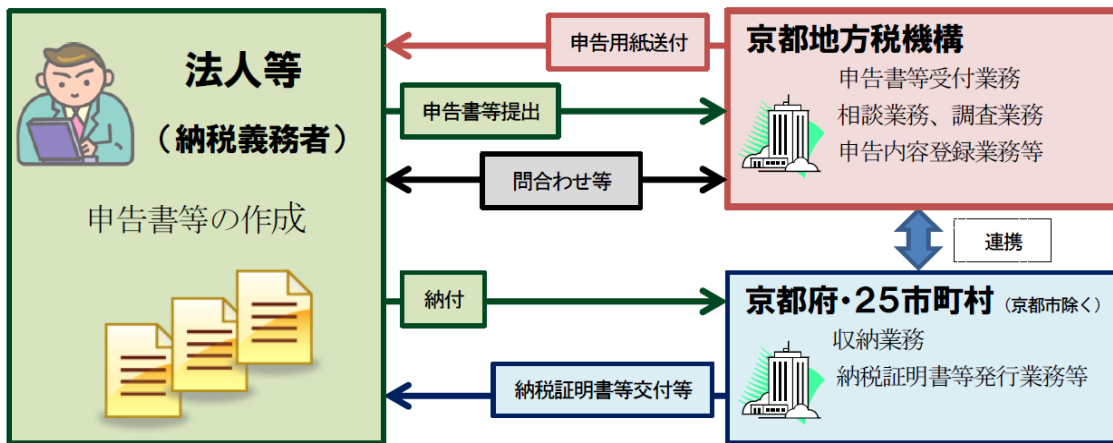 法人等
（納税義務者）
申告書等の作成
申告用紙送付
申告書等提出
問合わせ等
納付
納税証明書等交付等
京都地方税機構
申告書等受付業務
相談業務、調査業務
申告内容登録業務等
連携
京都府・25市町村（京都市除く）
収納業務
納税証明書等発行業務等